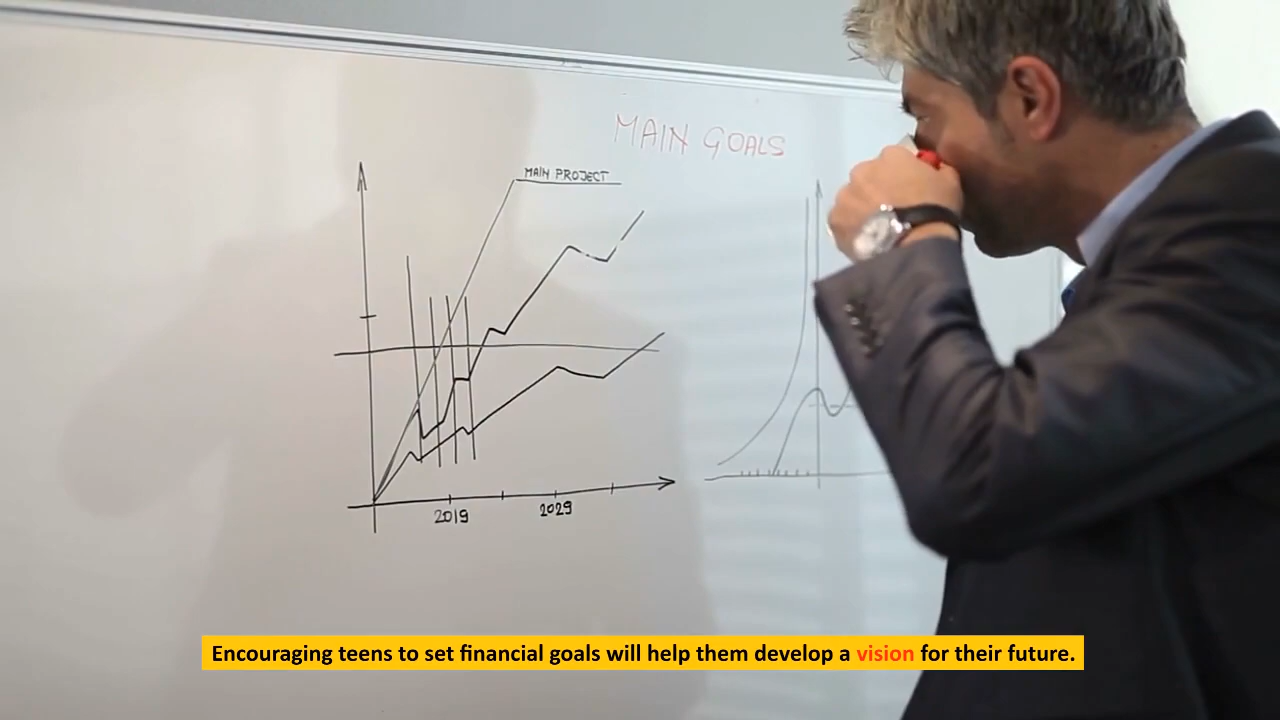 MAIN GOALS
MAIN PROJECT
2019
2029
Encouraging teens to set financial goals will help them develop a vision for their future.